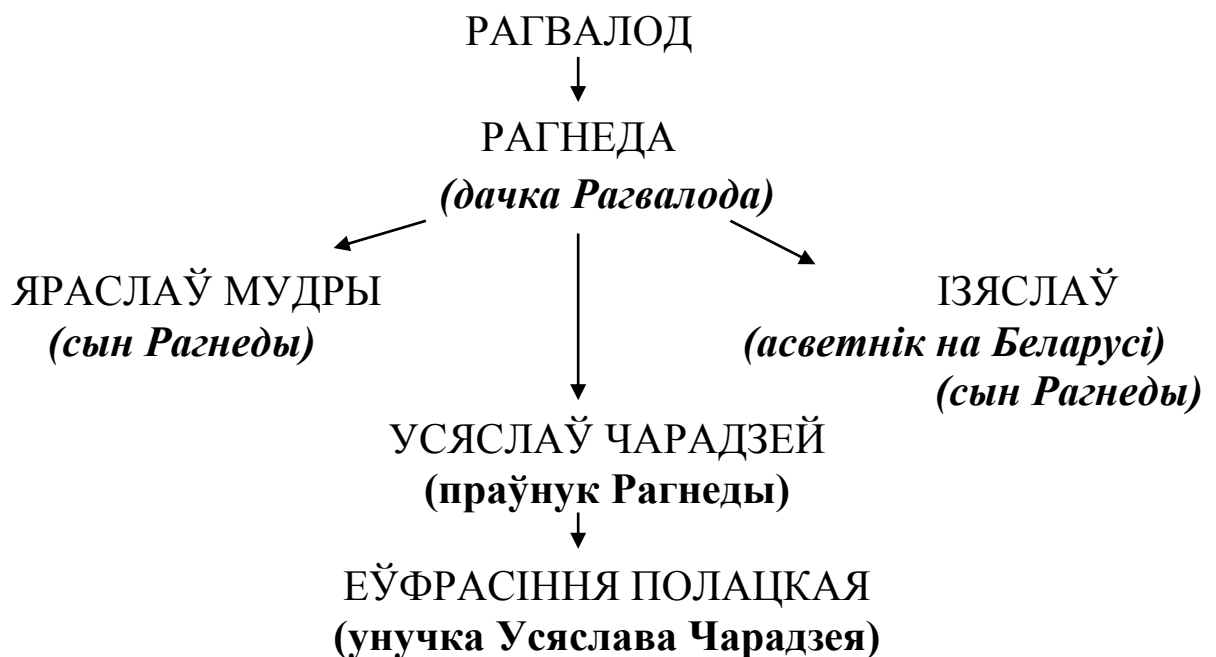 РАГВАЛОД
РАГНЕДА
(дачка Рагвалода)
ЯРАСЛАЎ МУДРЫ
(сын Рагнеды)
ІЗЯСЛАЎ
(асветнік на Беларусі)
(сын Рагнеды)
УСЯСЛАЎ ЧАРАДЗЕЙ
(праўнук Рагнеды)
ЕЎФРАСІННЯ ПОЛАЦКАЯ
(унучка Усяслава Чарадзея)